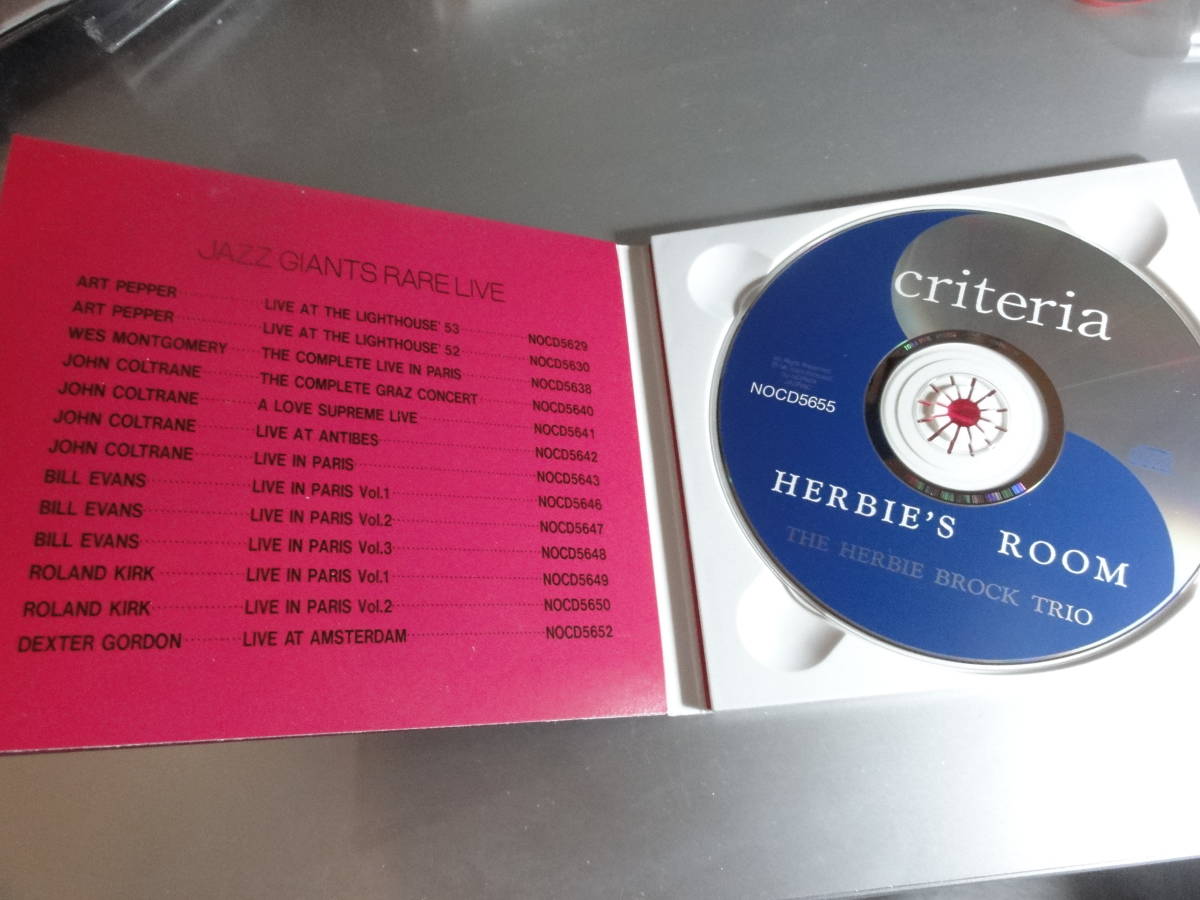 JAZZ GIANTS RARE LIVE
ART PEPPER LIVE AT THE LIGHTHOUSE' 53 NOCD5629
ART PEPPER LIVE AT THE LIGHTHOUSE' 52 NOCD5630
WES MONTGOMERY THE COMPLETE LIVE IN PARIS NOCD5638
JOHN COLTRANE THE COMPLETE GRAZ CONCERT NOCD5640
JOHN COLTRANE A LOVE SUPREME LIVE NOCD5641
JOHN COLTRANE LIVE AT ANTIBES NOCD5642
JOHN COLTRANE LIVE IN PARIS NOCD5643
BILL EVANS LIVE IN PARIS Vol.1 NOCD5646
BILL EVANS LIVE IN PARIS Vol.2 NOCD5647
BILL EVANS LIVE IN PARIS Vol.3 NOCD5648
ROLAND KIRK LIVE IN PARIS Vol.1 NOCD5649
ROLAND KIRK LIVE IN PARIS Vol.2 NOCD5650
DEXTER GORDON LIVE AT AMSTERDAM NOCD5652
criteria
NOCD5655
HERBIE'S ROOM
THE HERBIE BROCK TRIO